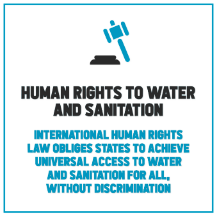 HUMAN RIGHTS TO WATER
AND SANITATION
INTERNATIONAL HUMAN RIGHTS
LAW OBLIGES STATES TO ACHIEVE
UNIVERSAL ACCESS TO WATER
AND SANITATION FOR ALL,
WITHOUT DISCRIMINATION